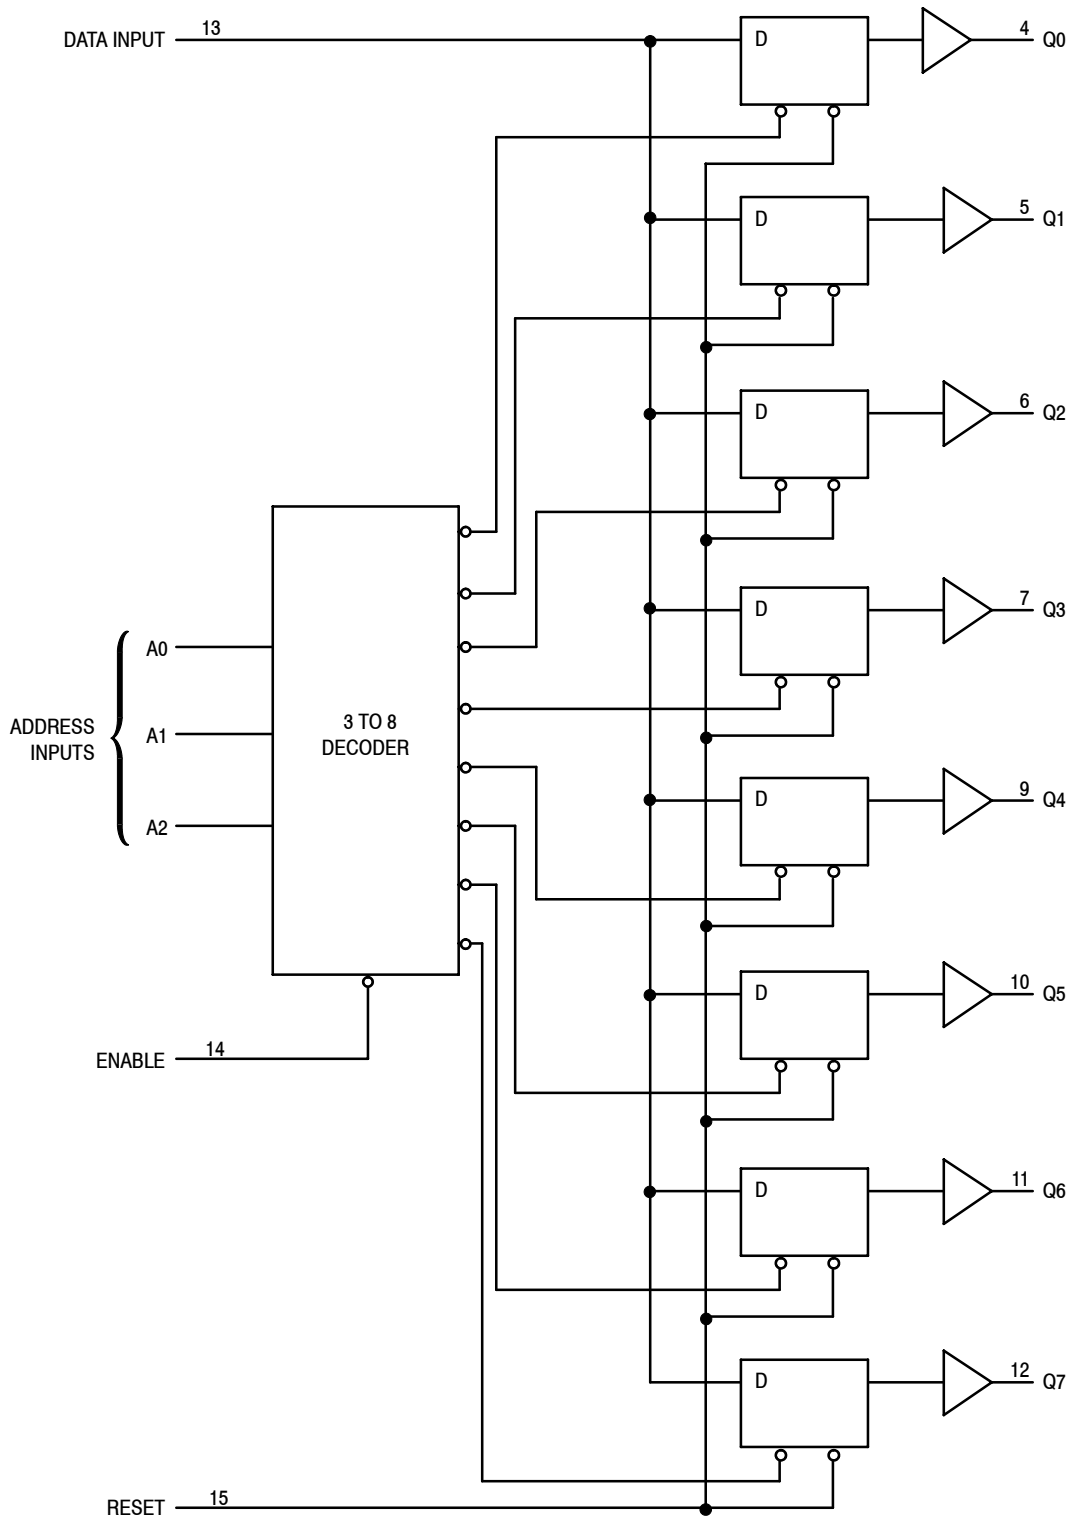 DATA INPUT 13
D
4 Q0
D
5 Q1
D
6 Q2
D
7 Q3
ADDRESS
INPUTS
A0
A1
A2
3 TO 8
DECODER
D
9 Q4
D
10 Q5
ENABLE 14
D
11 Q6
D
12 Q7
RESET 15